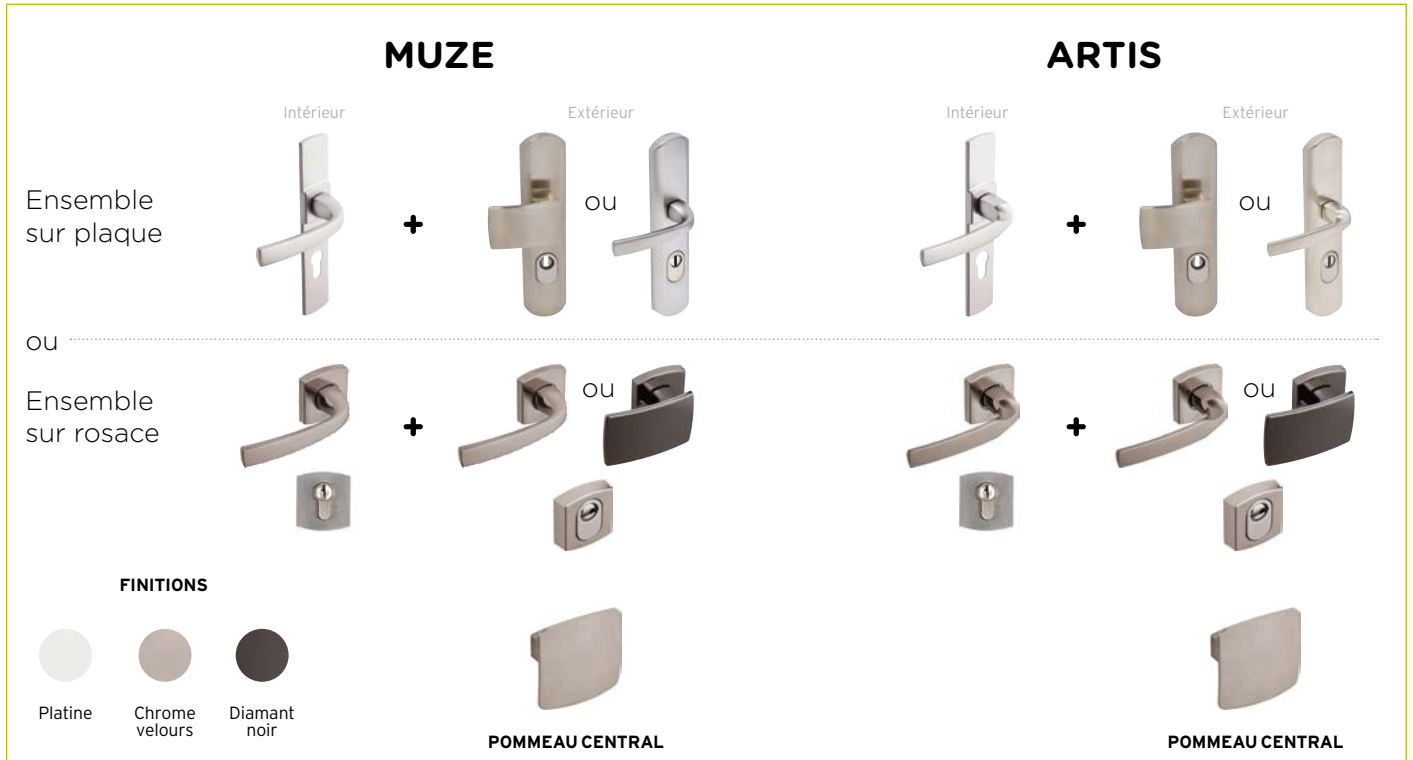 MUZE
ARTIS
Intérieur
Extérieur
Intérieur
Extérieur
Ensemble
sur plaque
+
ou
+
ou
ou
Ensemble
sur rosace
+
ou
+
ou
FINITIONS
Platine
Chrome
velours
Diamant
noir
POMMEAU CENTRAL
POMMEAU CENTRAL